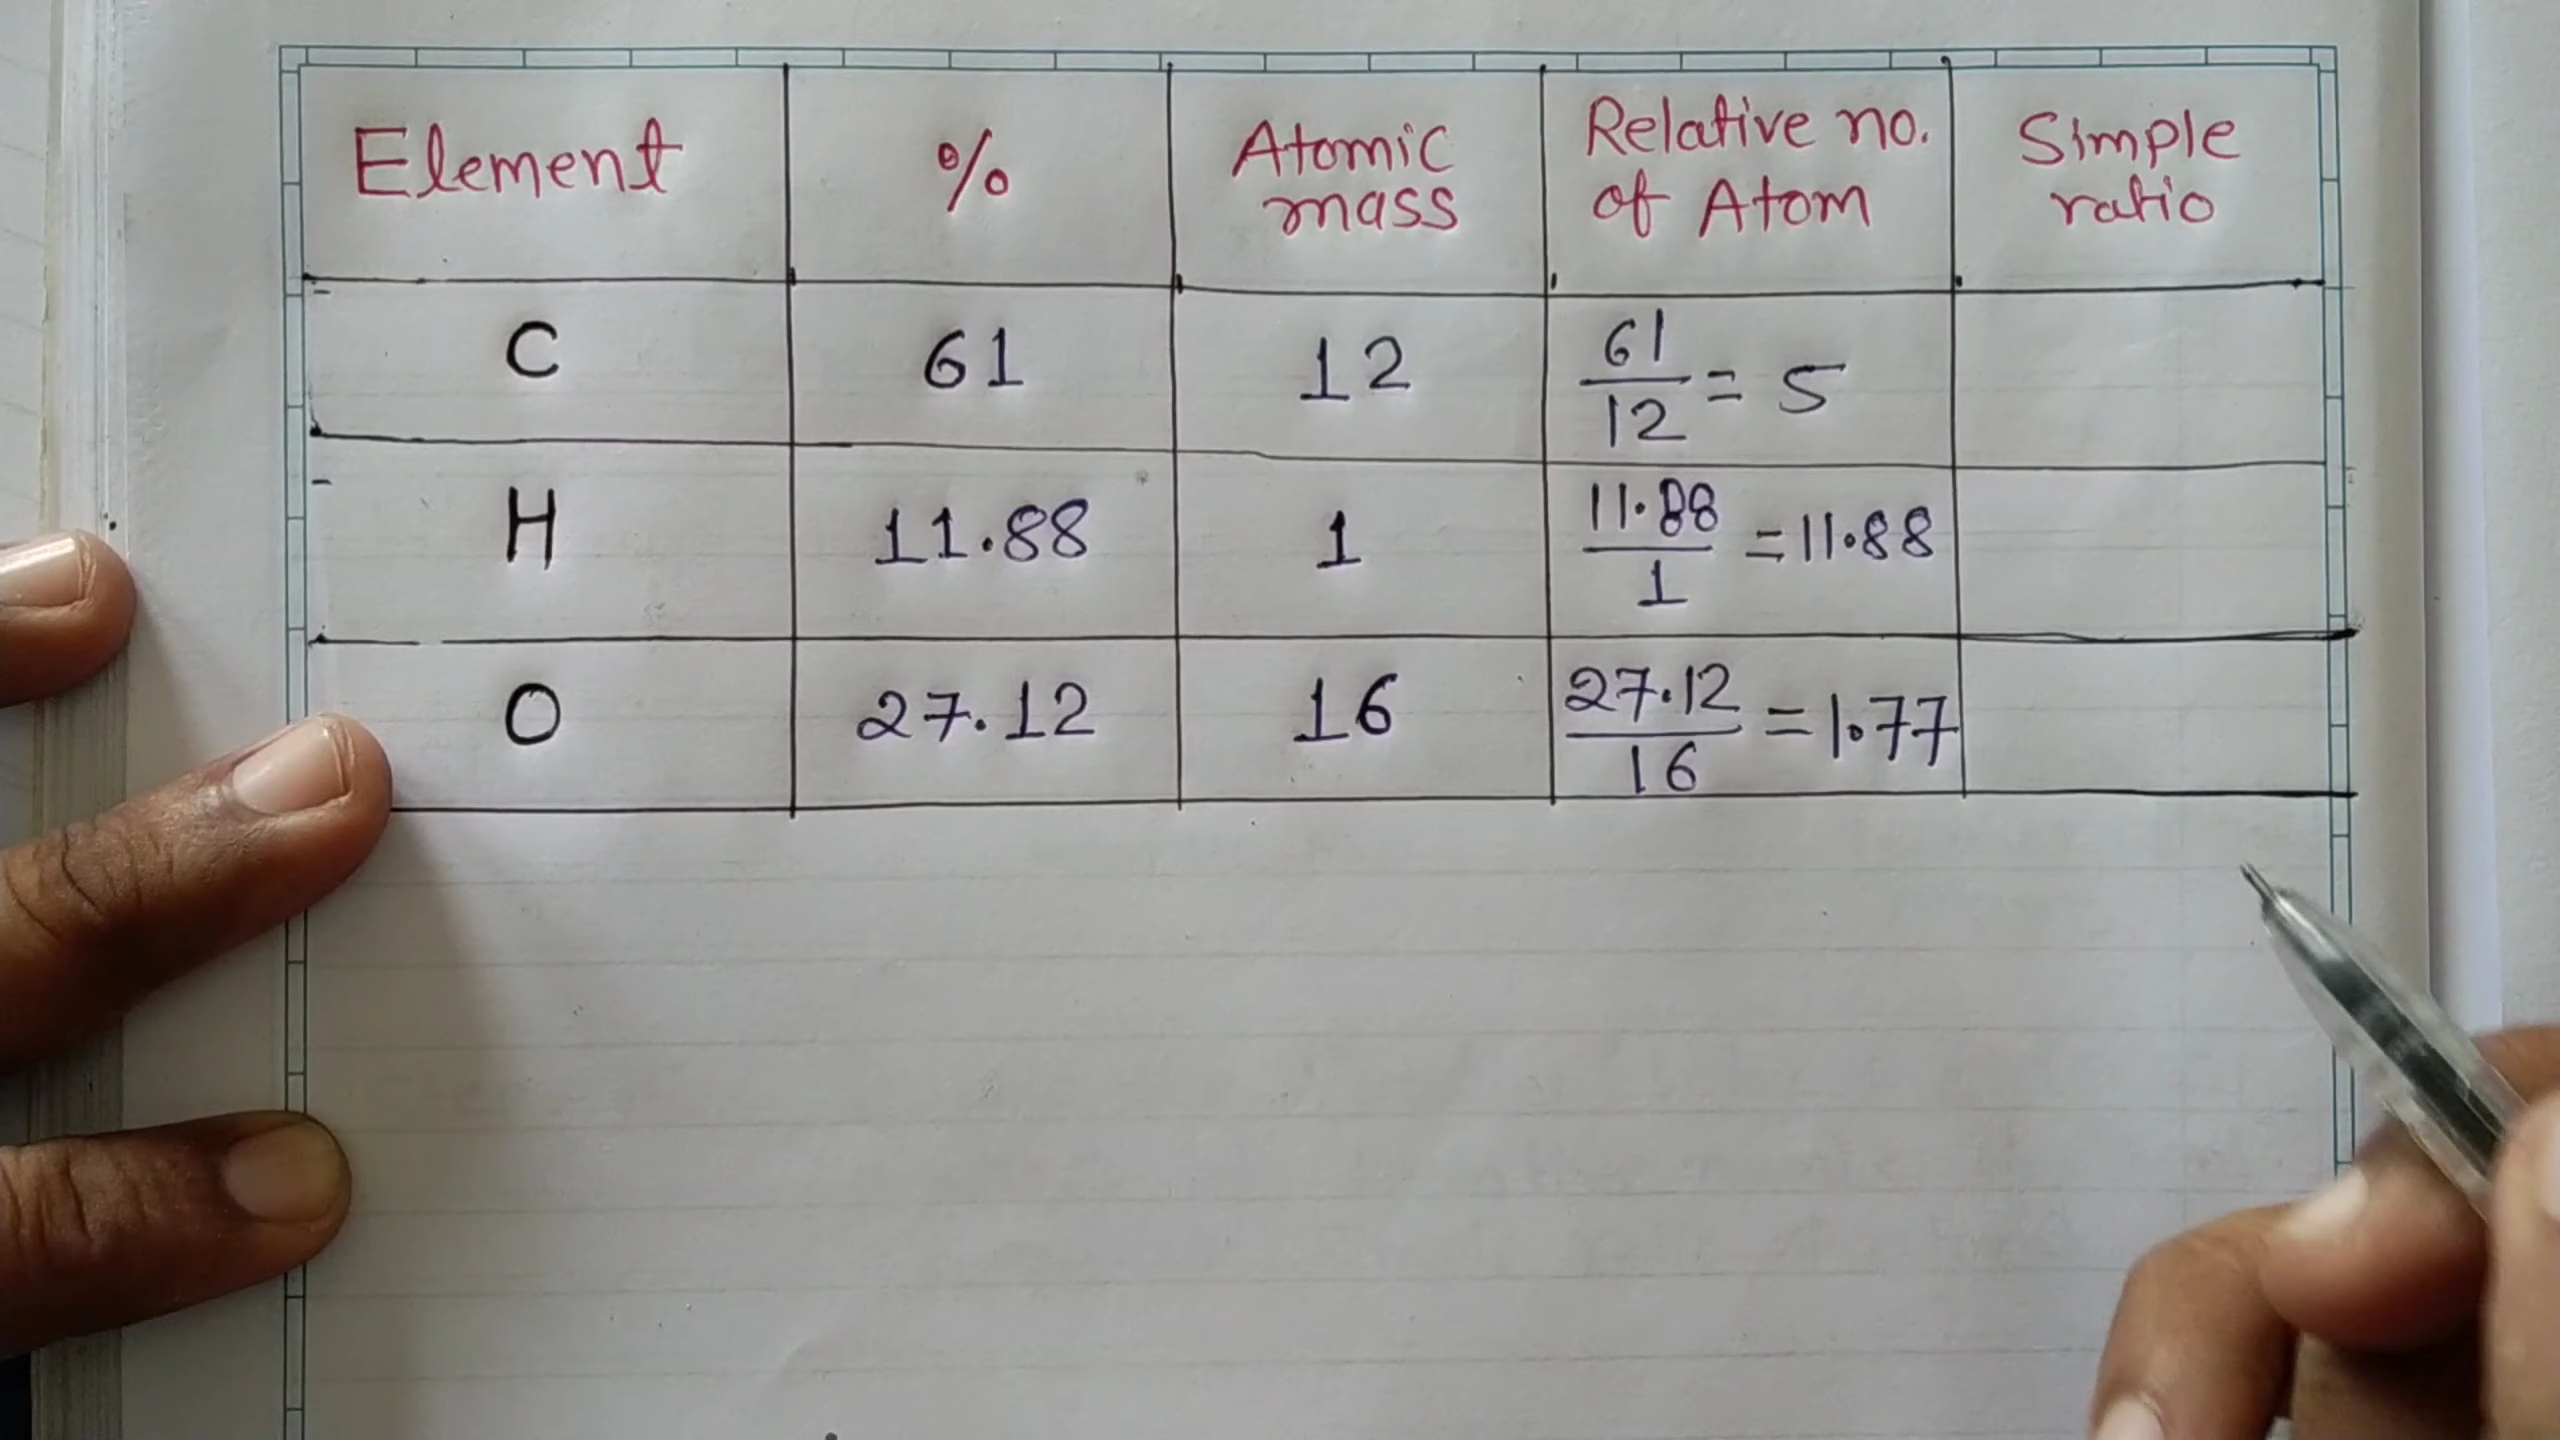 Element % Atomic mass Relative no. of Atom Simple ratio
C 61 12 61/12 = 5
H 11.88 1 11.88/1 = 11.88
O 27.12 16 27.12/16 = 1.77